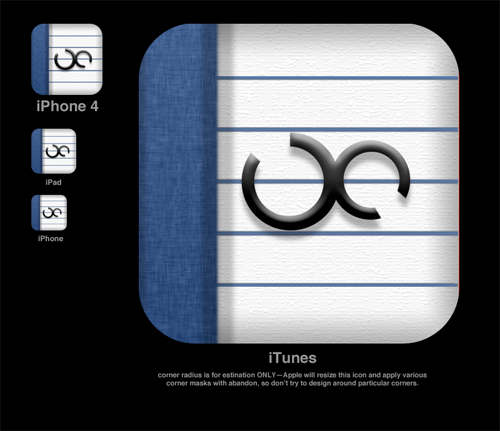 iPhone 4
iPad
iPhone
iTunes
corner radius is for estination ONLY—Apple will resize this icon and apply various
corner masks with abandon, so don't try to design around particular corners.